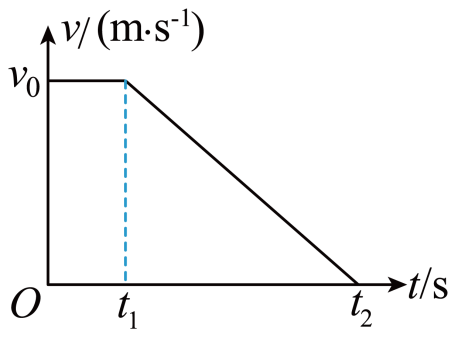 v/(m·s⁻¹)
v₀
O
t₁
t₂
t/s